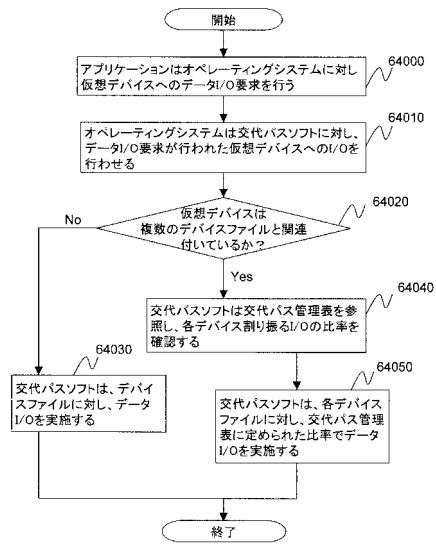 開始
64000
アプリケーションはオペレーティングシステムに対し
仮想デバイスへのデータI/O要求を行う
64010
オペレーティングシステムは交代パスソフトに対し、
データI/O要求が行われた仮想デバイスへのI/Oを
行わせる
64020
仮想デバイスは
複数のデバイスファイルと関連
付いているか？
No
Yes
64040
交代パスソフトは交代パス管理表を参
照し、各デバイス割り振るI/Oの比率を
確認する
64030
交代パスソフトは、デバイ
スファイルに対し、データ
I/Oを実施する
64050
交代パスソフトは、各デバイス
ファイルに対し、交代パス管理
表に定められた比率でデータ
I/Oを実施する
終了